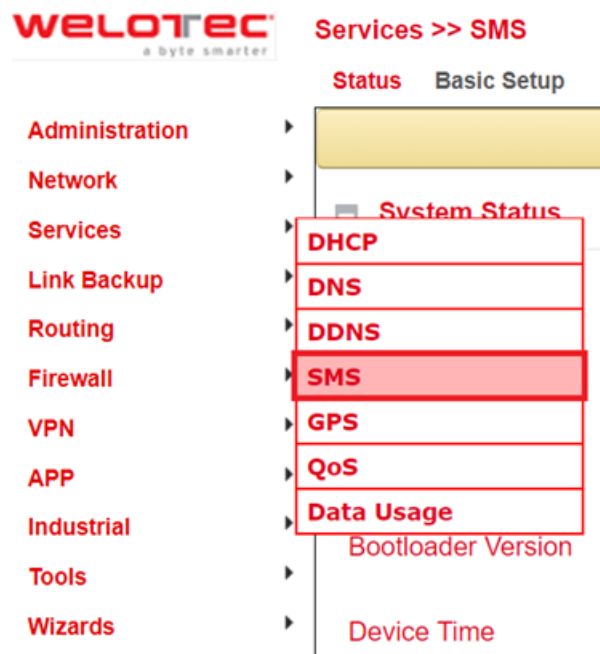 WELOTEC
a byte smarter
Services >> SMS
Status Basic Setup
Administration
Network
Services
Link Backup
Routing
Firewall
VPN
APP
Industrial
Tools
Wizards
System Status
DHCP
DNS
DDNS
SMS
GPS
QoS
Data Usage
Bootloader Version
Device Time